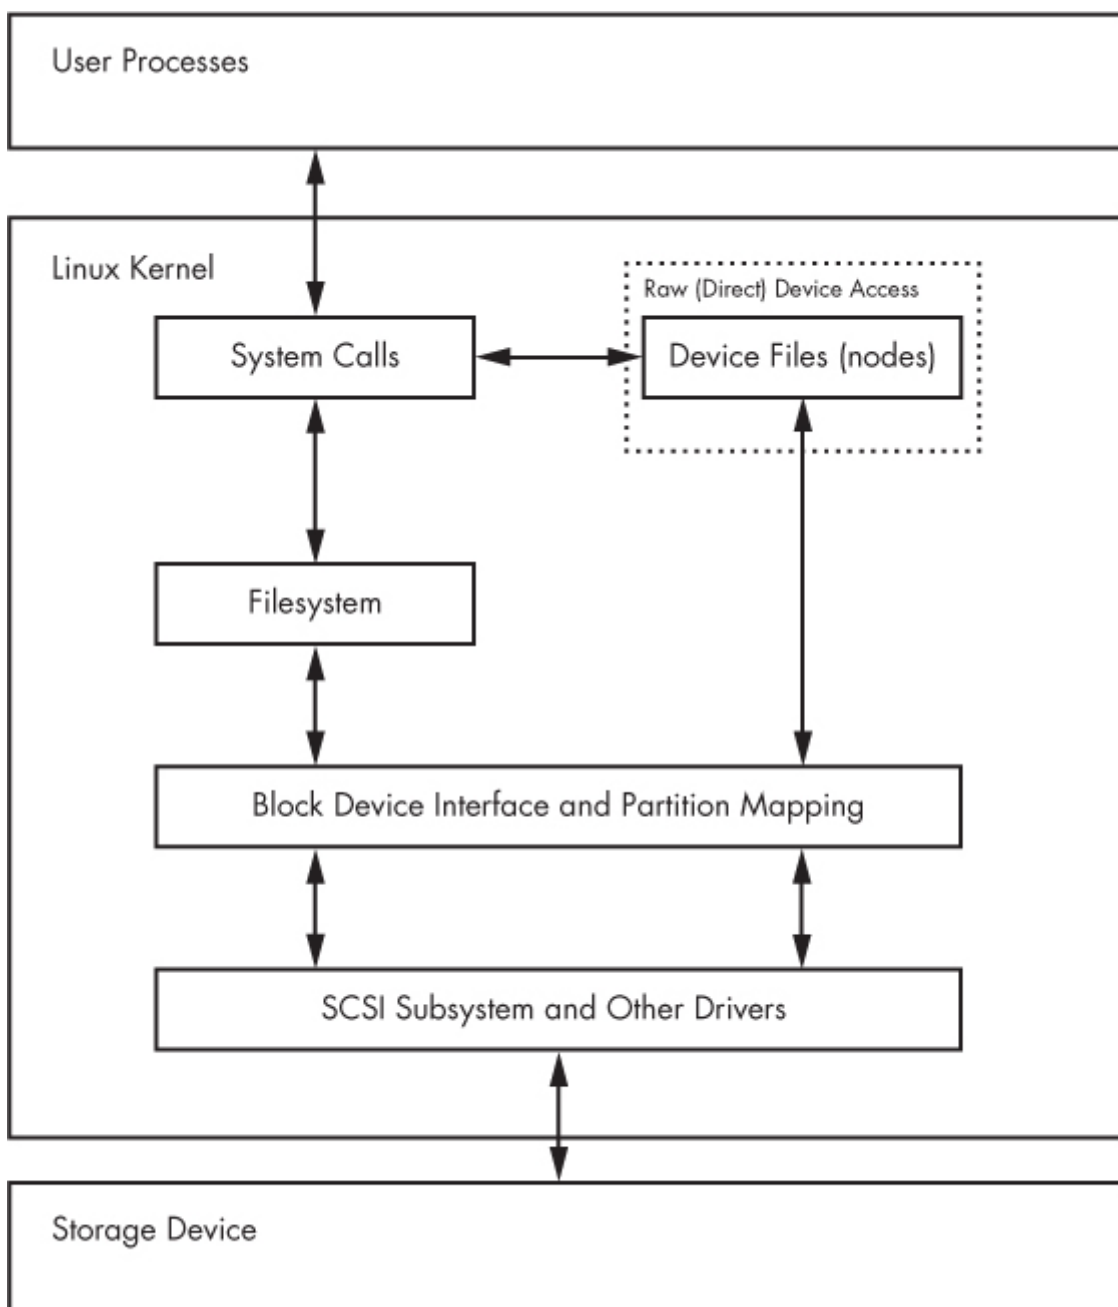 User Processes
Linux Kernel
Raw (Direct) Device Access
System Calls
Device Files (nodes)
Filesystem
Block Device Interface and Partition Mapping
SCSI Subsystem and Other Drivers
Storage Device